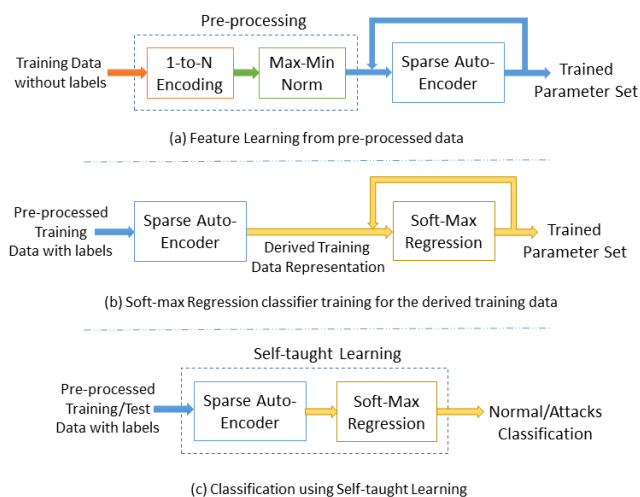 Pre-processing
Training Data
without labels
1-to-N
Encoding
Max-Min
Norm
Sparse Auto-
Encoder
Trained
Parameter Set
(a) Feature Learning from pre-processed data
Pre-processed
Training
Data with labels
Sparse Auto-
Encoder
Derived Training
Data Representation
Soft-Max
Regression
Trained
Parameter Set
(b) Soft-max Regression classifier training for the derived training data
Self-taught Learning
Pre-processed
Training/Test
Data with labels
Sparse Auto-
Encoder
Soft-Max
Regression
Normal/Attacks
Classification
(c) Classification using Self-taught Learning